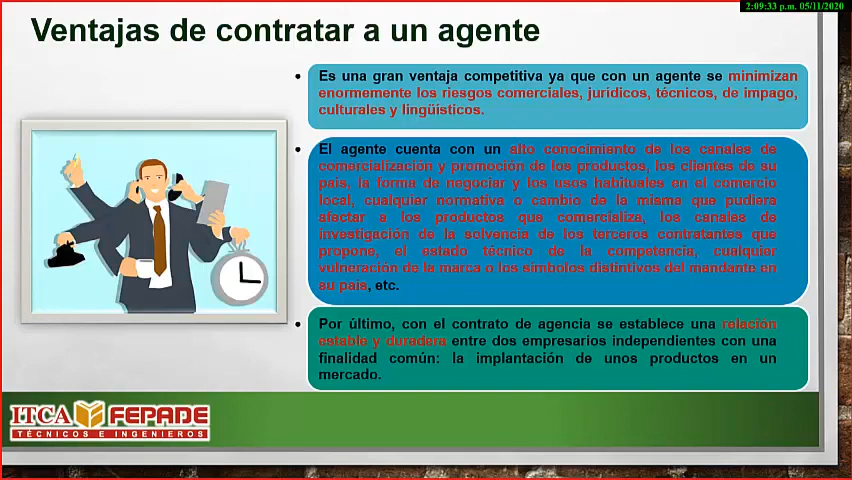 2:09:33 p.m. 05/11/2020
Ventajas de contratar a un agente
• Es una gran ventaja competitiva ya que con un agente se minimizan
enormemente los riesgos comerciales, jurídicos, técnicos, de impago,
culturales y lingüísticos.
• El agente cuenta con un alto conocimiento de los canales de
comercialización y promoción de los productos, los clientes de su
país, la forma de negociar y los usos habituales en el comercio
local, cualquier normativa o cambio de la misma que pudiera
afectar a los productos que comercializa, los canales de
investigación de la solvencia de los terceros contratantes que
propone, el estado técnico de la competencia, cualquier
vulneración de la marca o los símbolos distintivos del mandante en
su país, etc.
• Por último, con el contrato de agencia se establece una relación
estable y duradera entre dos empresarios independientes con una
finalidad común: la implantación de unos productos en un
mercado.
ITCA FEPADE
TÉCNICOS E INGENIEROS